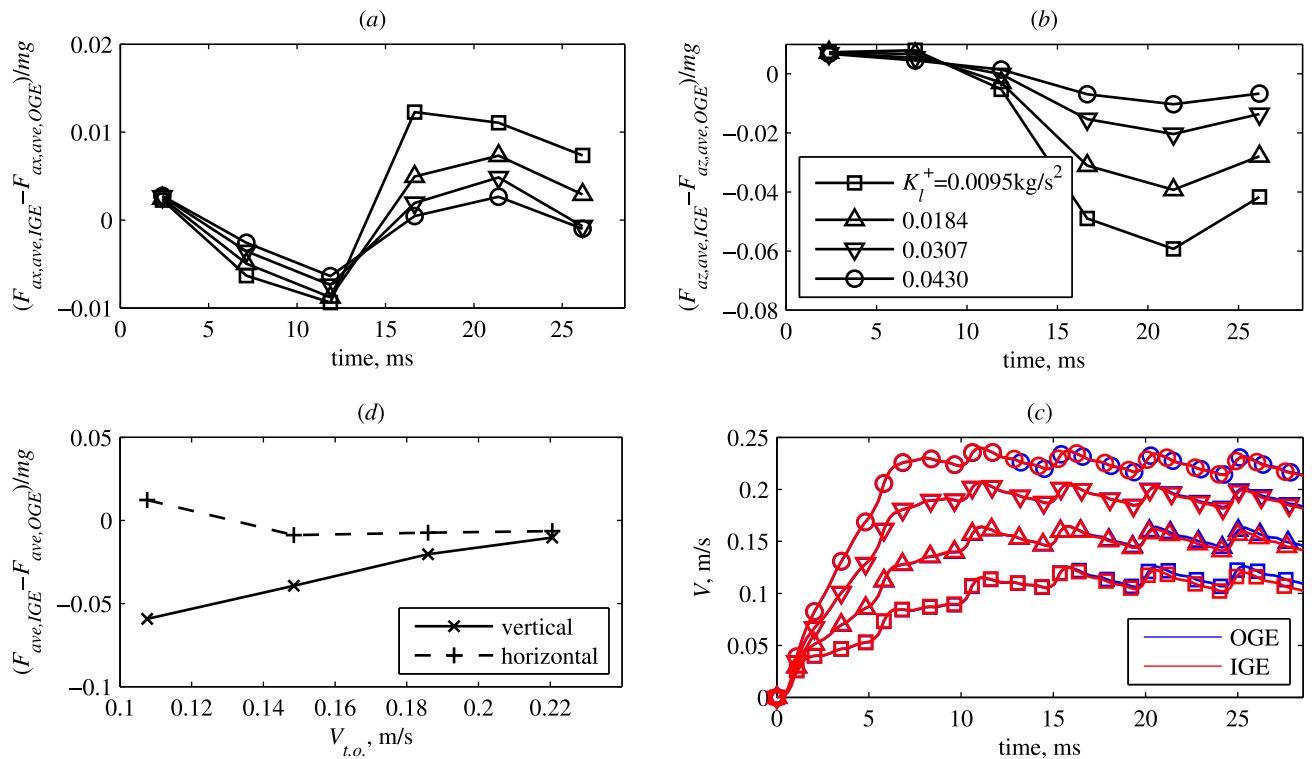 (a)
0.02
0.01
0
−0.01
0 5 10 15 20 25
time, ms
(F_{ax,ave,IGE}−F_{ax,ave,OGE})/mg
(b)
0
−0.02
−0.04
−0.06
−0.08
0 5 10 15 20 25
time, ms
(F_{az,ave,IGE}−F_{az,ave,OGE})/mg
K_l^+=0.0095kg/s^2
0.0184
0.0307
0.0430
(d)
0.05
0
−0.05
−0.1
0.1 0.12 0.14 0.16 0.18 0.20 0.22
V_{t.o.}, m/s
(F_{ave,IGE}−F_{ave,OGE})/mg
vertical
horizontal
(c)
0.25
0.20
0.15
0.1
0.05
0
0 5 10 15 20 25
time, ms
V, m/s
OGE
IGE